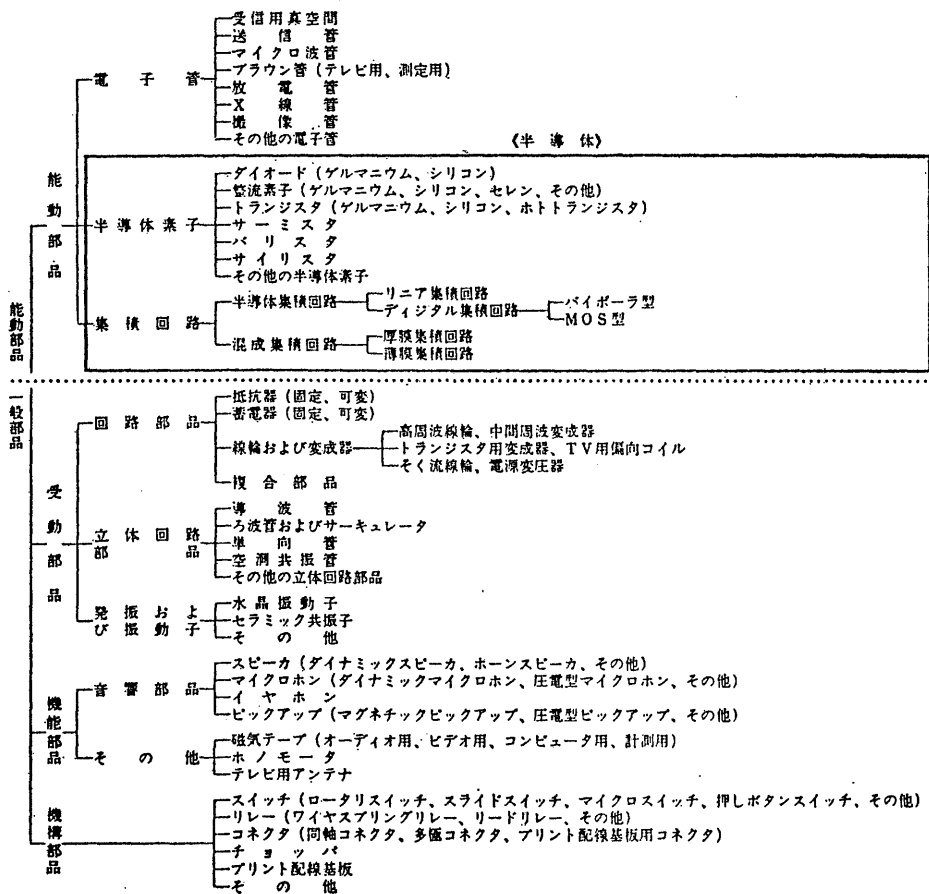 受信用真空間
送信管
マイクロ波管
電子管
ブラウン管（テレビ用、測定用）
放電管
X線管
撮像管
その他の電子管
《半導体》
能動部品
ダイオード（ゲルマニウム、シリコン）
整流素子（ゲルマニウム、シリコン、セレン、その他）
トランジスタ（ゲルマニウム、シリコン、ホトトランジスタ）
半導体素子
サーミスタ
バリスタ
サイリスタ
その他の半導体素子
能動部品
集積回路
半導体集積回路
リニア集積回路
ディジタル集積回路
バイポーラ型
MOS型
混成集積回路
厚膜集積回路
薄膜集積回路
一般部品
受動部品
回路部品
抵抗器（固定、可変）
蓄電器（固定、可変）
線輪および変成器
高周波線輪、中間周波変成器
トランジスタ用変成器、TV用偏向コイル
そく流線輪、電源変圧器
複合部品
立体回路部品
導波管
ろ波管およびサーキュレータ
単向管
空洞共振管
その他の立体回路部品
発振および振動子
水晶振動子
セラミック共振子
その他
機能部品
音響部品
スピーカ（ダイナミックスピーカ、ホーンスピーカ、その他）
マイクロホン（ダイナミックマイクロホン、圧電型マイクロホン、その他）
イヤホン
ピックアップ（マグネチックピックアップ、圧電型ピックアップ、その他）
その他
磁気テープ（オーディオ用、ビデオ用、コンピュータ用、計測用）
ホノモータ
テレビ用アンテナ
機構部品
スイッチ（ロータリスイッチ、スライドスイッチ、マイクロスイッチ、押しボタンスイッチ、その他）
リレー（ワイヤスプリングリレー、リードリレー、その他）
コネクタ（同軸コネクタ、多極コネクタ、プリント配線基板用コネクタ）
チョッパ
プリント配線基板
その他